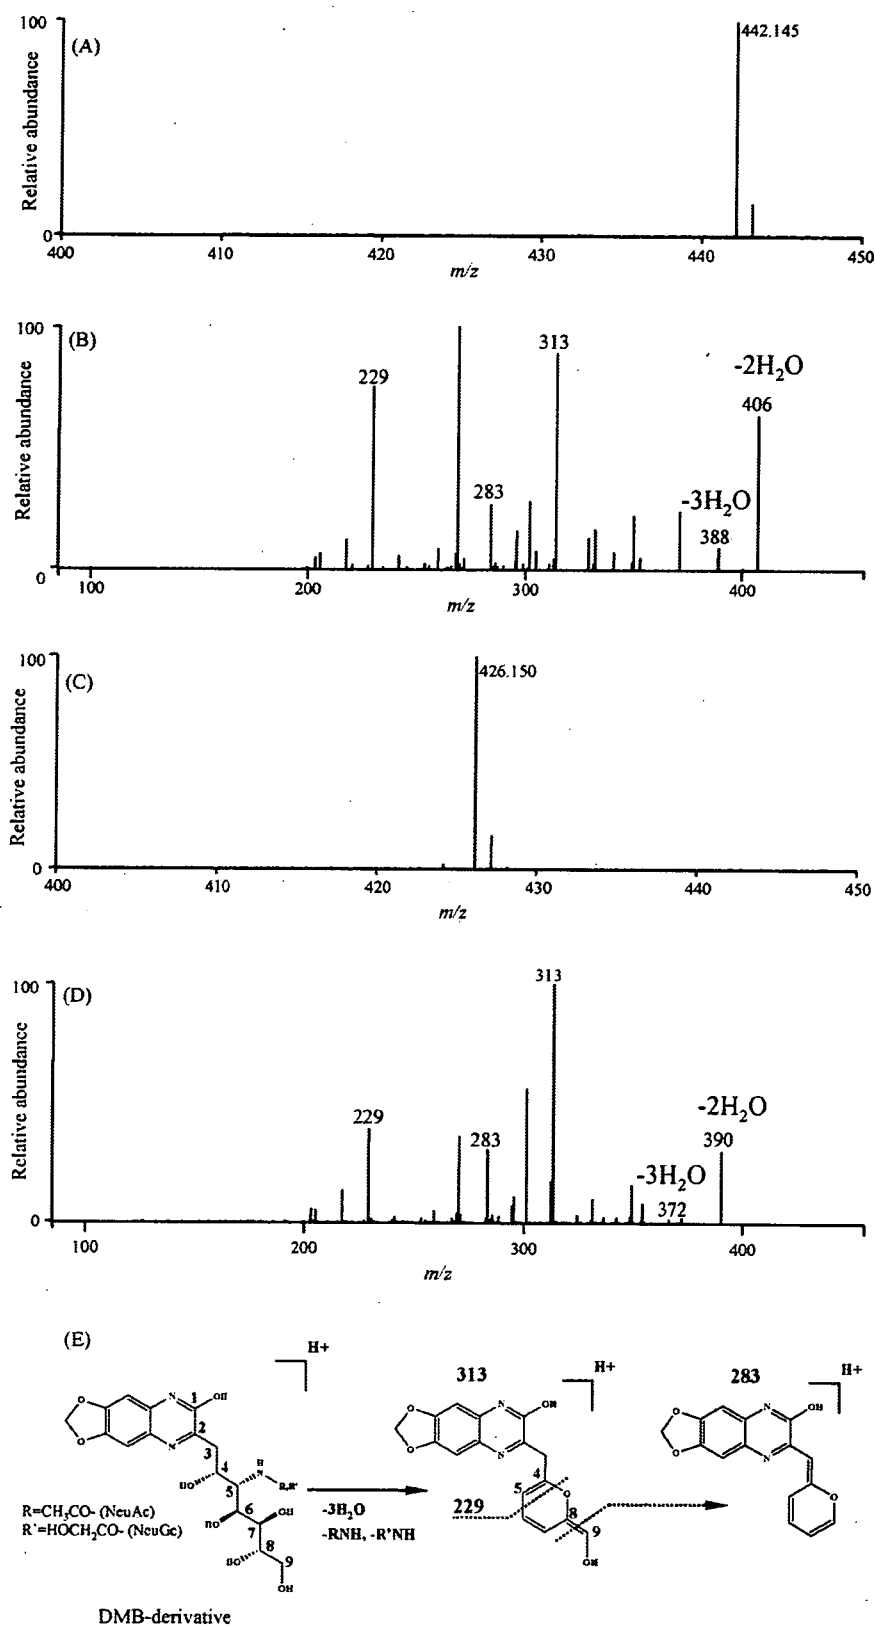 (A)
Relative abundance
100
0
442.145
400 410 420 430 440 450
m/z
(B)
Relative abundance
100
0
229
283
313
-2H₂O
406
-3H₂O
388
100 200 300 400
m/z
(C)
Relative abundance
100
0
426.150
400 410 420 430 440 450
m/z
(D)
Relative abundance
100
0
229
283
313
-2H₂O
390
-3H₂O
372
100 200 300 400
m/z
(E)
H+
O
O
N
N
1
OH
2
3
4
HO
5
H
N
R,R'
6
HO
7
OH
8
HO
9
OH
R=CH₃CO- (NeuAc)
R'=HOCH₂CO- (NeuGc)
DMB-derivative
-3H₂O
-RNH, -R'NH
313
H+
O
O
N
N
OH
4
5
O
229
8
9
OH
283
H+
O
O
N
N
OH
O